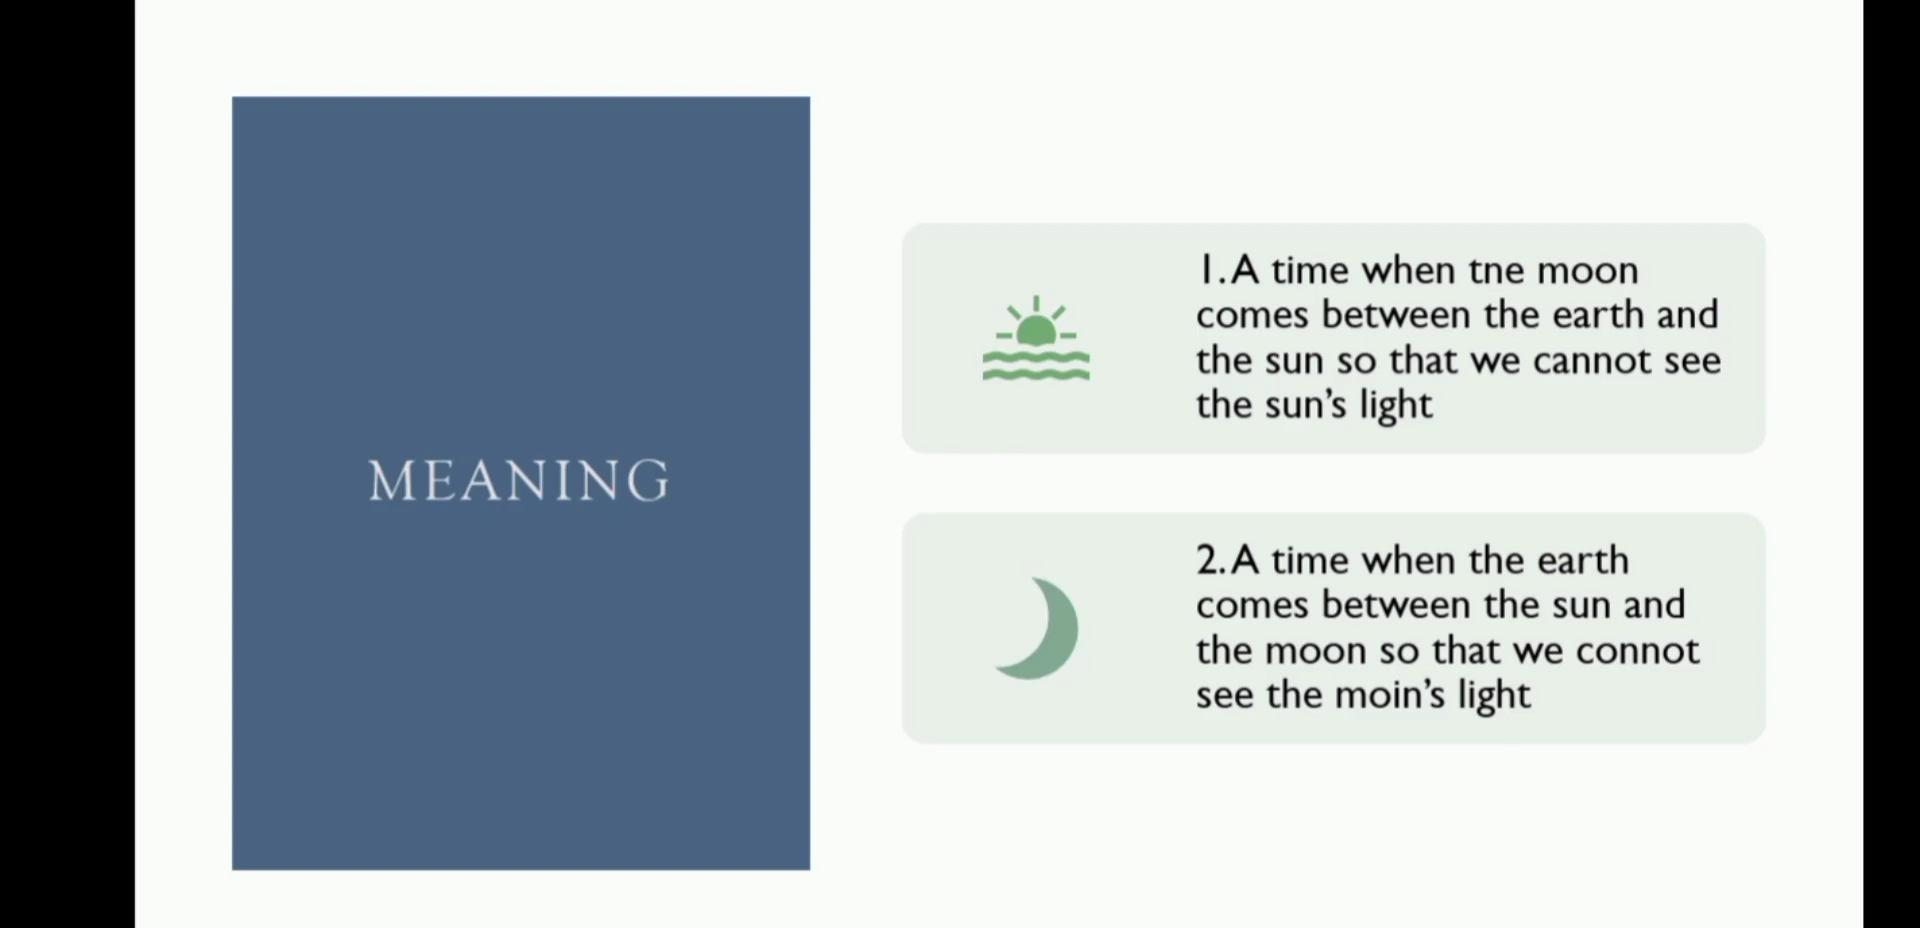 MEANING
1. A time when tne moon
comes between the earth and
the sun so that we cannot see
the sun’s light
2. A time when the earth
comes between the sun and
the moon so that we connot
see the moin’s light